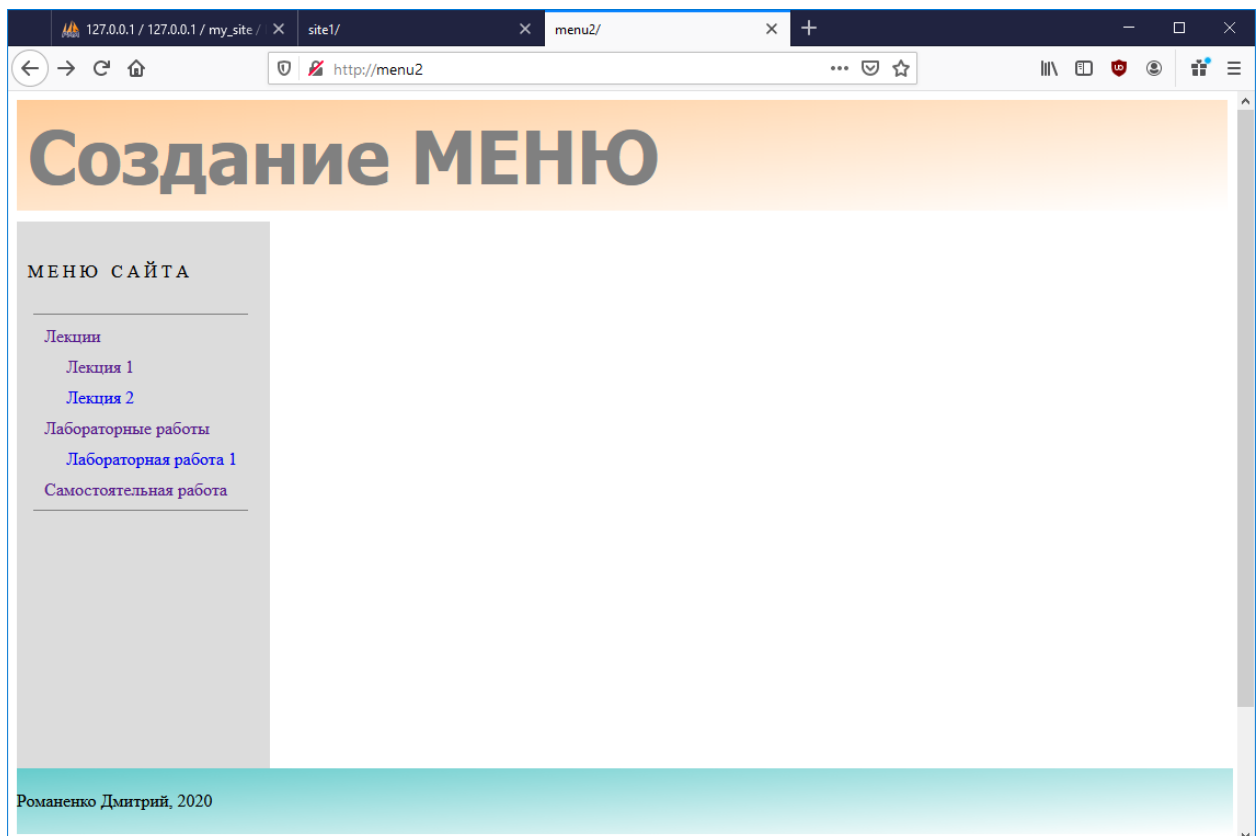 127.0.0.1 / 127.0.0.1 / my_site /
site1/
menu2/
http://menu2
Создание МЕНЮ
МЕНЮ САЙТА
Лекции
Лекция 1
Лекция 2
Лабораторные работы
Лабораторная работа 1
Самостоятельная работа
Романенко Дмитрий, 2020